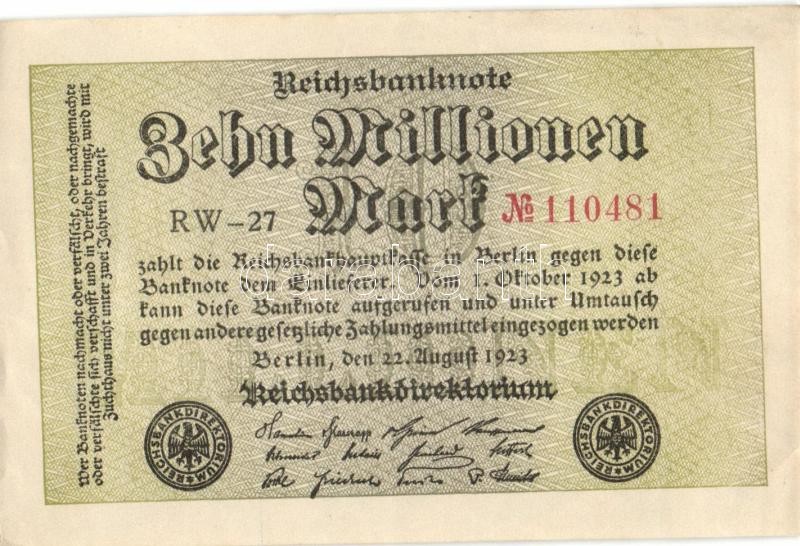 Reichsbanknote
Zehn Millionen
Mark
RW-27
№ 110481
zahlt die Reichsbankhauptkasse in Berlin gegen diese
Banknote dem Einlieferer. Vom 1. Oktober 1923 ab
kann diese Banknote aufgerufen und unter Umtausch
gegen andere gesetzliche Zahlungsmittel eingezogen werden
Berlin, den 22. August 1923
Reichsbankdirektorium
Wer Banknoten nachmacht oder verfälscht, oder nachgemachte
oder verfälschte sich verschafft und in Verkehr bringt, wird mit
Zuchthaus nicht unter zwei Jahren bestraft
REICHSBANKDIREKTORIUM
REICHSBANKDIREKTORIUM